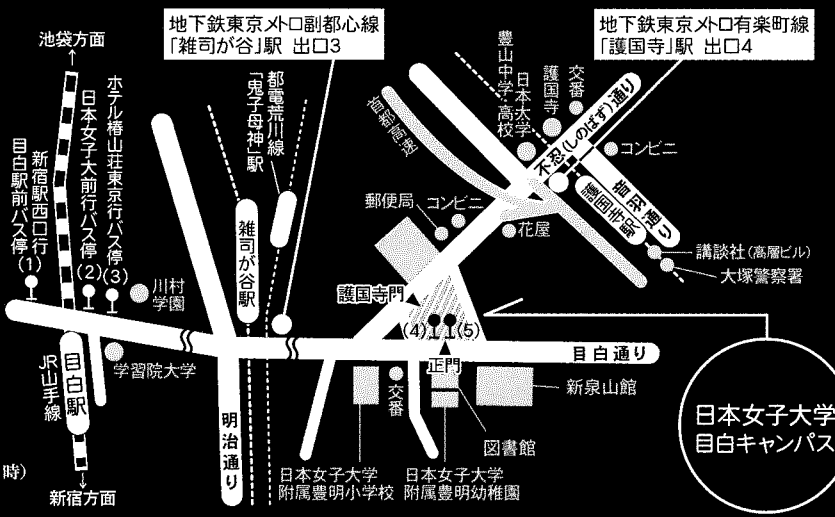 地下鉄東京メトロ副都心線
「雑司が谷」駅 出口3
地下鉄東京メトロ有楽町線
「護国寺」駅 出口4
池袋方面
ホテル椿山荘東京行バス停
(3)
日本女子大前行バス停
(2)
新宿駅西口行
目白駅前バス停
(1)
都電荒川線
「鬼子母神」駅
首都高速
豊山中学・高校
日本大学
護国寺
交番
不忍(しのばず)通り
コンビニ
音羽通り
護国寺駅
講談社(高層ビル)
大塚警察署
郵便局
コンビニ
花屋
川村
学園
雑司が谷駅
護国寺門
(4)
(5)
目白通り
正門
学習院大学
目白駅
JR山手線
明治通り
交番
新泉山館
図書館
日本女子大学
附属豊明小学校
日本女子大学
附属豊明幼稚園
日本女子大学
目白キャンパス
時)
新宿方面